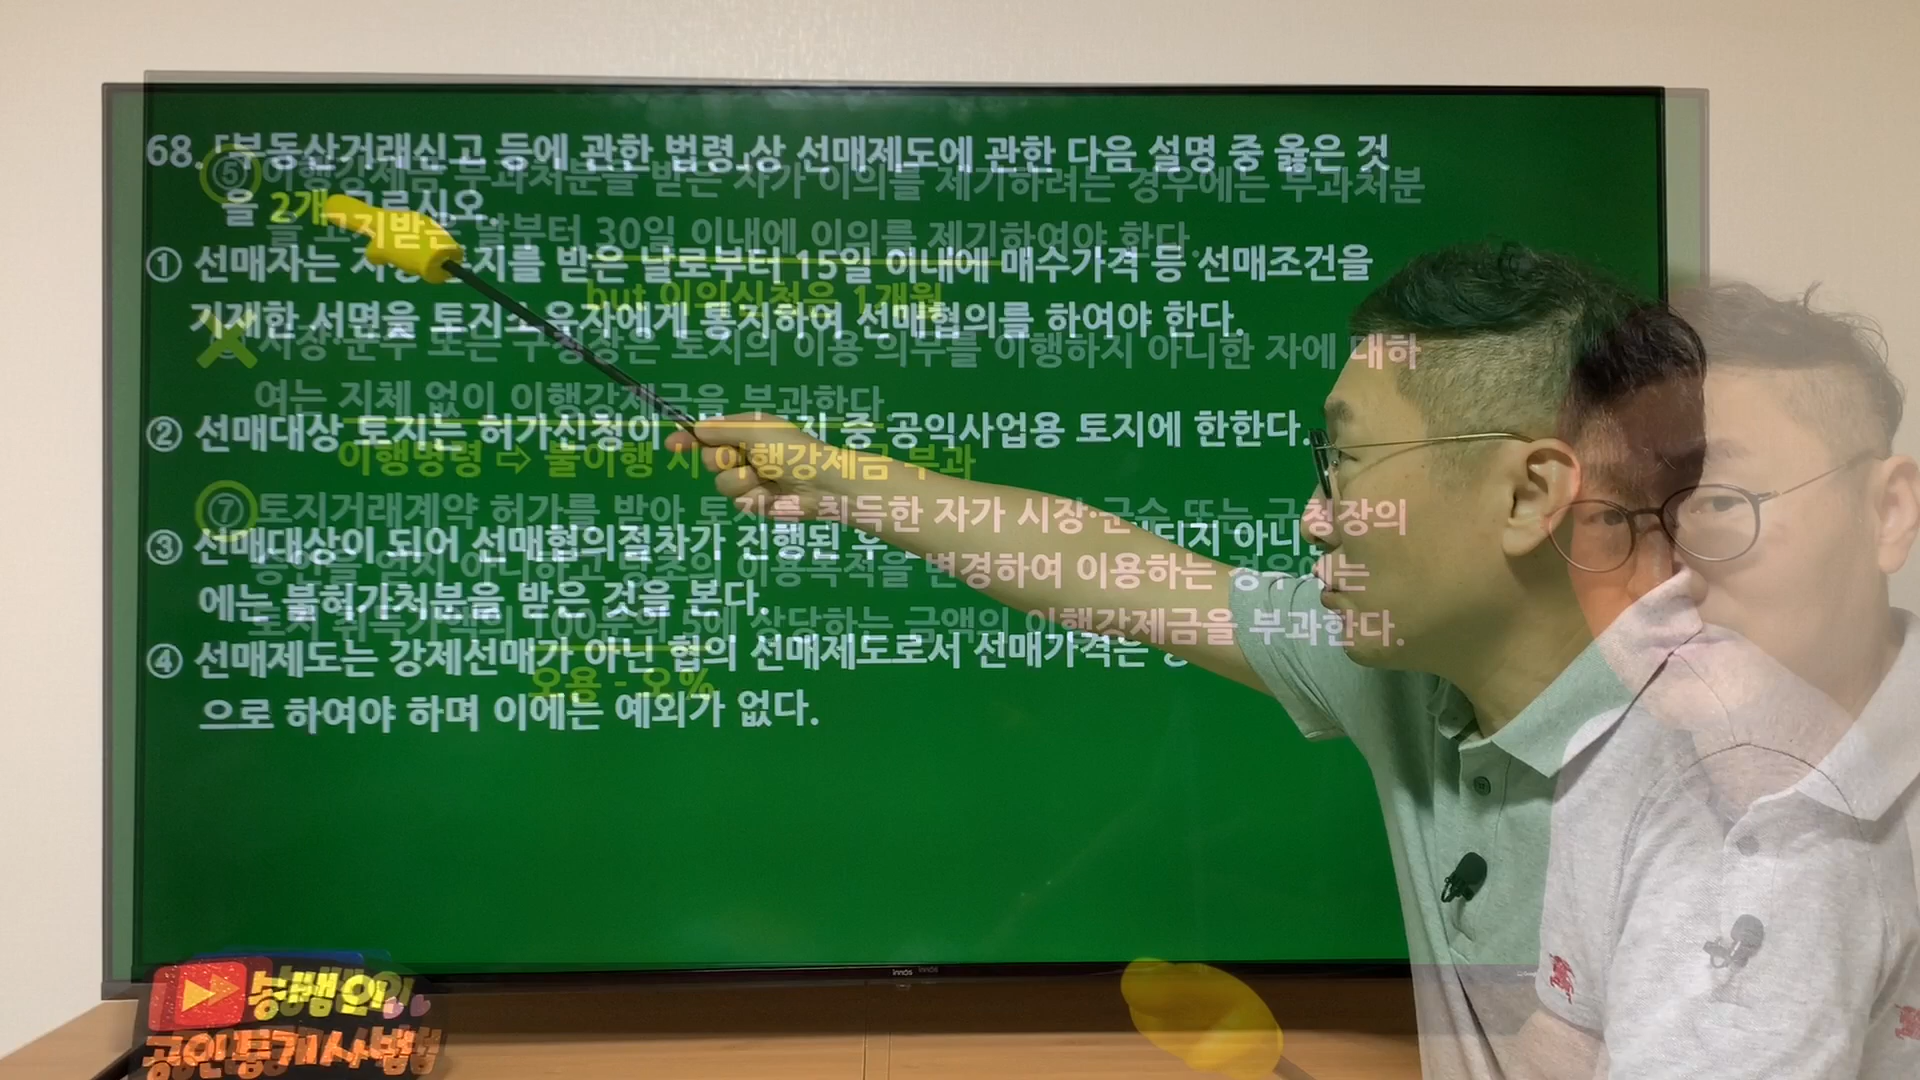 68. 「부동산거래신고 등에 관한 법령」상 선매제도에 관한 다음 설명 중 옳은 것
을 2개 고르시오.
① 선매자는 지정 통지를 받은 날로부터 15일 이내에 매수가격 등 선매조건을
기재한 서면을 토지소유자에게 통지하여 선매협의를 하여야 한다.
② 선매대상 토지는 허가신청이 지 중 공익사업용 토지에 한한다.
③ 선매대상이 되어 선매협의절차가 진행된 후 되지 아니
에는 불허가처분을 받은 것을 본다.
④ 선매제도는 강제선매가 아닌 협의 선매제도로서 선매가격은
으로 하여야 하며 이에는 예외가 없다.
⑤ 이행강제금 부과처분을 받은 자가 이의를 제기하려는 경우에는 부과처분
을 고지받은 날부터 30일 이내에 이의를 제기하여야 한다.
but 이의신청은 1개월
시장·군수 또는 구청장은 토지의 이용 의무를 이행하지 아니한 자에 대하
여는 지체 없이 이행강제금을 부과한다.
이행명령 ⇨ 불이행 시 이행강제금 부과
⑦ 토지거래계약 허가를 받아 토지를 취득한 자가 시장·군수 또는 구청장의
승인을 얻지 아니하고 당초의 이용목적을 변경하여 이용하는 경우에는
토지 취득가액의 100분의 5에 상당하는 금액의 이행강제금을 부과한다.
오용 - 오%
innos
송쌤의
공인중개사법